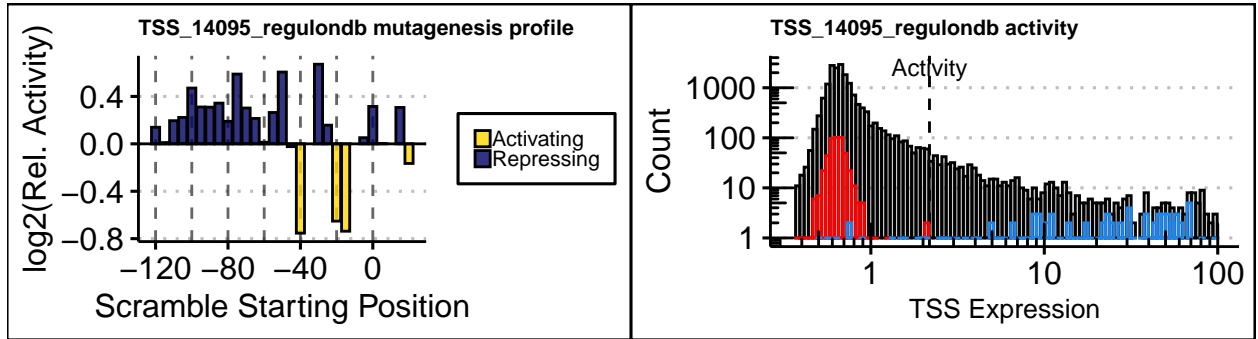 TSS_14095_regulondb mutagenesis profile
log2(Rel. Activity)
0.4
0.0
−0.4
−0.8
−120
−80
−40
0
Scramble Starting Position
Activating
Repressing
TSS_14095_regulondb activity
Activity
Count
1000
100
10
1
1
10
100
TSS Expression